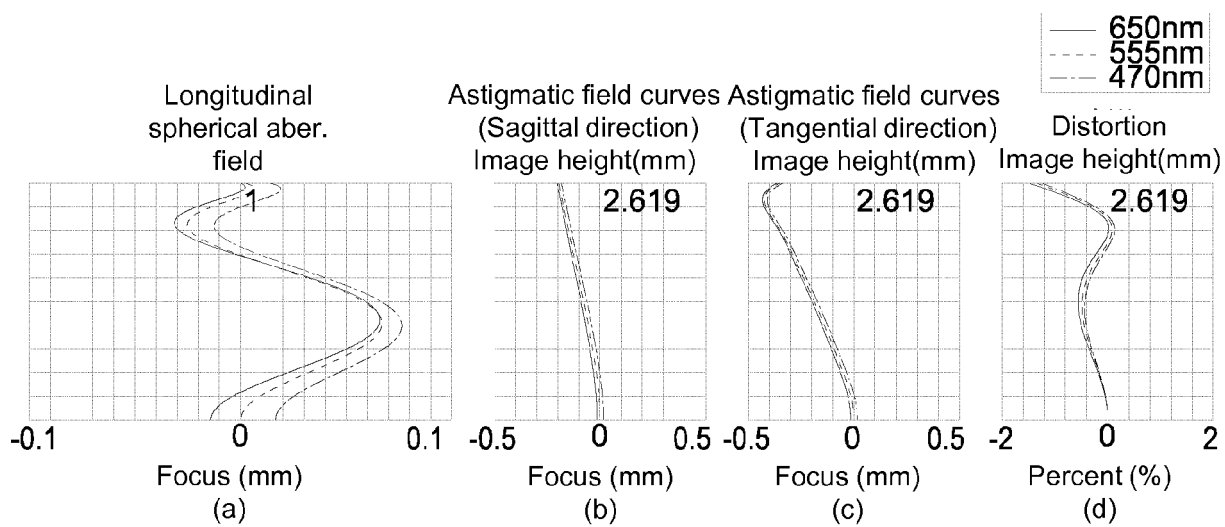 650nm
555nm
470nm
Longitudinal
spherical aber.
field
1
Astigmatic field curves
(Sagittal direction)
Image height(mm)
2.619
Astigmatic field curves
(Tangential direction)
Image height(mm)
2.619
Distortion
Image height(mm)
2.619
-0.1 0 0.1
Focus (mm)
(a)
-0.5 0 0.5
Focus (mm)
(b)
-0.5 0 0.5
Focus (mm)
(c)
-2 0 2
Percent (%)
(d)